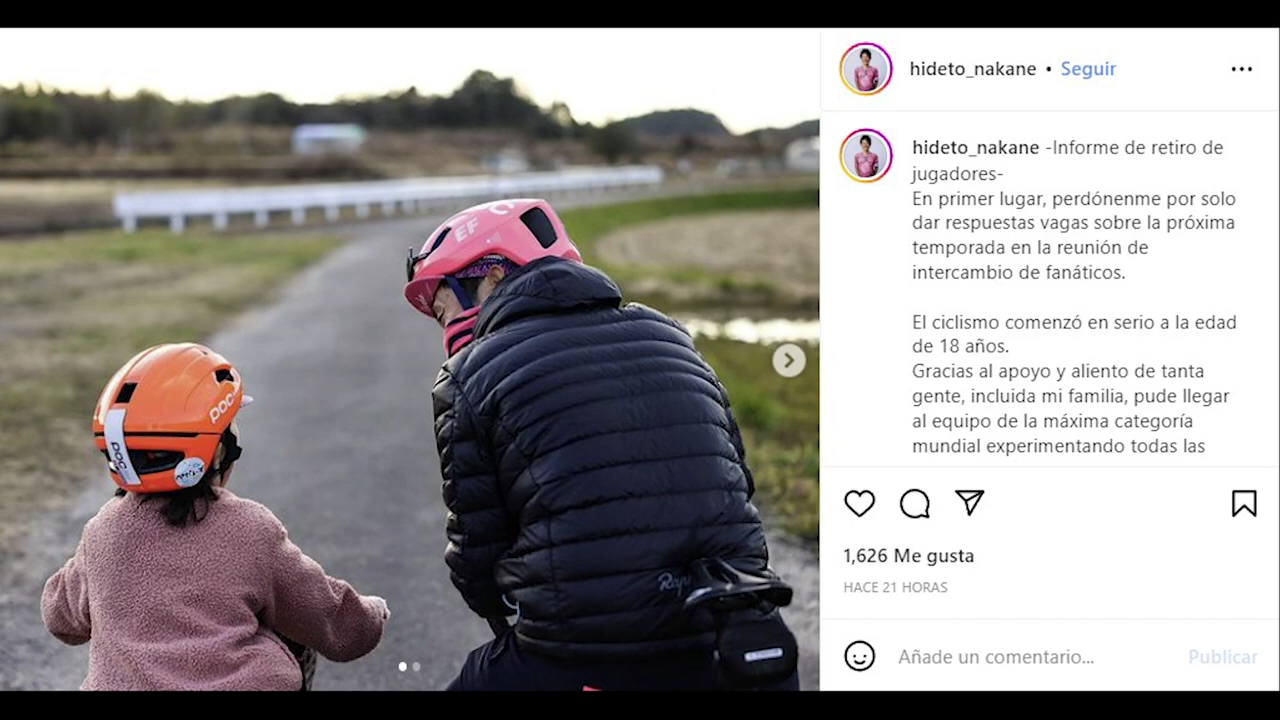 hideto_nakane • Seguir
hideto_nakane -Informe de retiro de
jugadores-
En primer lugar, perdónenme por solo
dar respuestas vagas sobre la próxima
temporada en la reunión de
intercambio de fanáticos.
El ciclismo comenzó en serio a la edad
de 18 años.
Gracias al apoyo y aliento de tanta
gente, incluida mi familia, pude llegar
al equipo de la máxima categoría
mundial experimentando todas las
1,626 Me gusta
HACE 21 HORAS
Añade un comentario... Publicar
EF
C
POC
POC